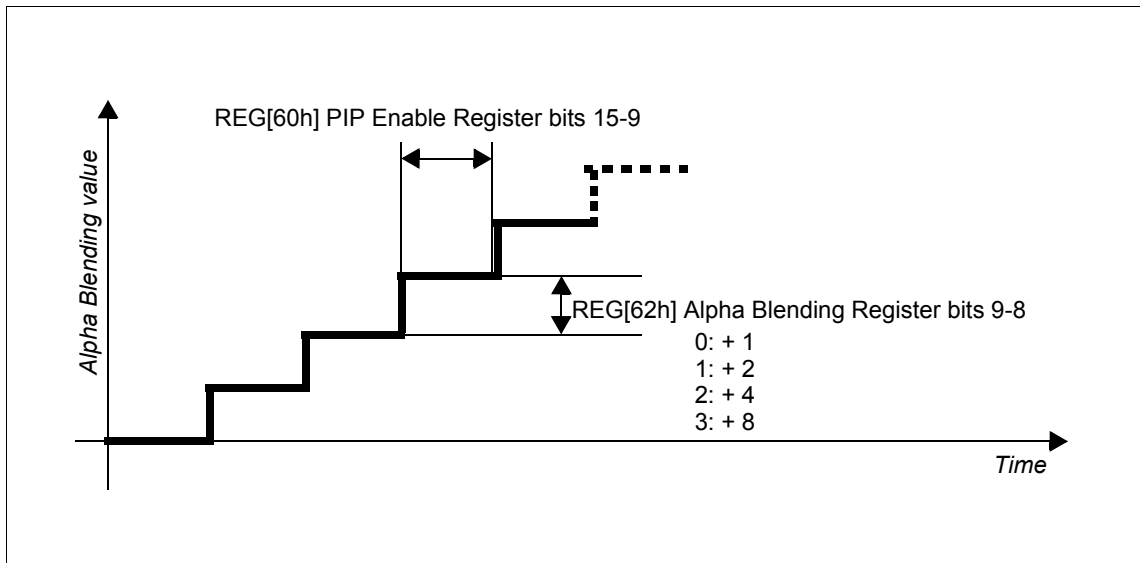 REG[60h] PIP Enable Register bits 15-9
Alpha Blending value
REG[62h] Alpha Blending Register bits 9-8
0: + 1
1: + 2
2: + 4
3: + 8
Time